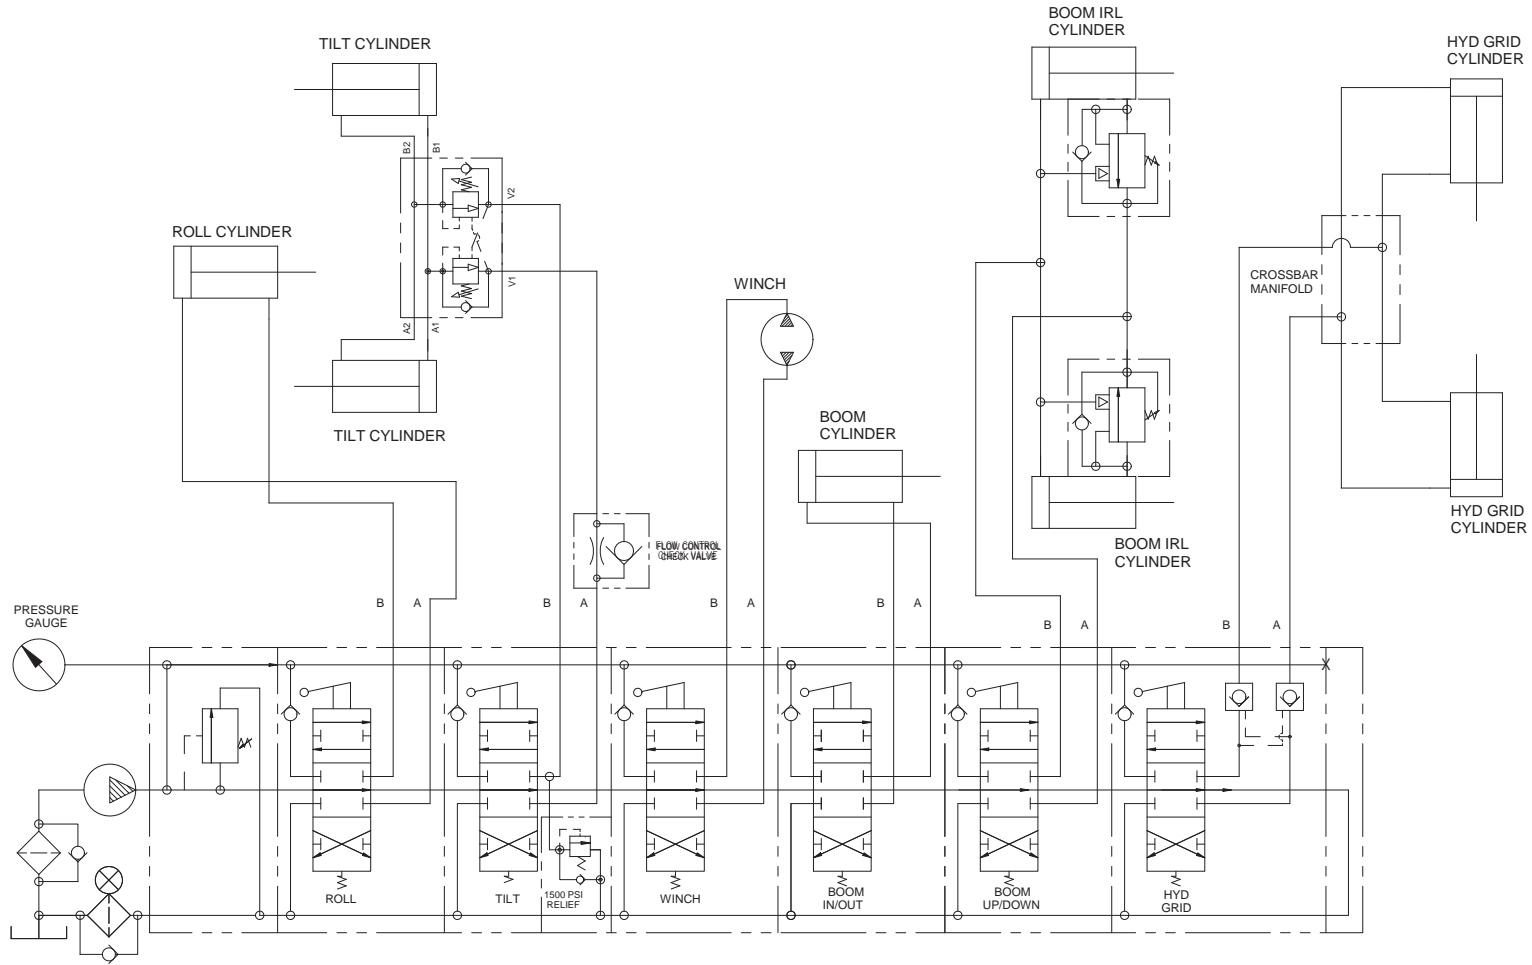 BOOM IRL
CYLINDER
TILT CYLINDER
HYD GRID
CYLINDER
B2
B1
V2
ROLL CYLINDER
CROSSBAR
MANIFOLD
V1
WINCH
A2
A1
BOOM
CYLINDER
TILT CYLINDER
HYD GRID
CYLINDER
BOOM IRL
CYLINDER
FLOW CONTROL
CHECK VALVE
PRESSURE
GAUGE
B
A
B
A
B
A
B
A
B
A
B
A
ROLL
TILT
1500 PSI
RELIEF
WINCH
BOOM
IN/OUT
BOOM
UP/DOWN
HYD
GRID